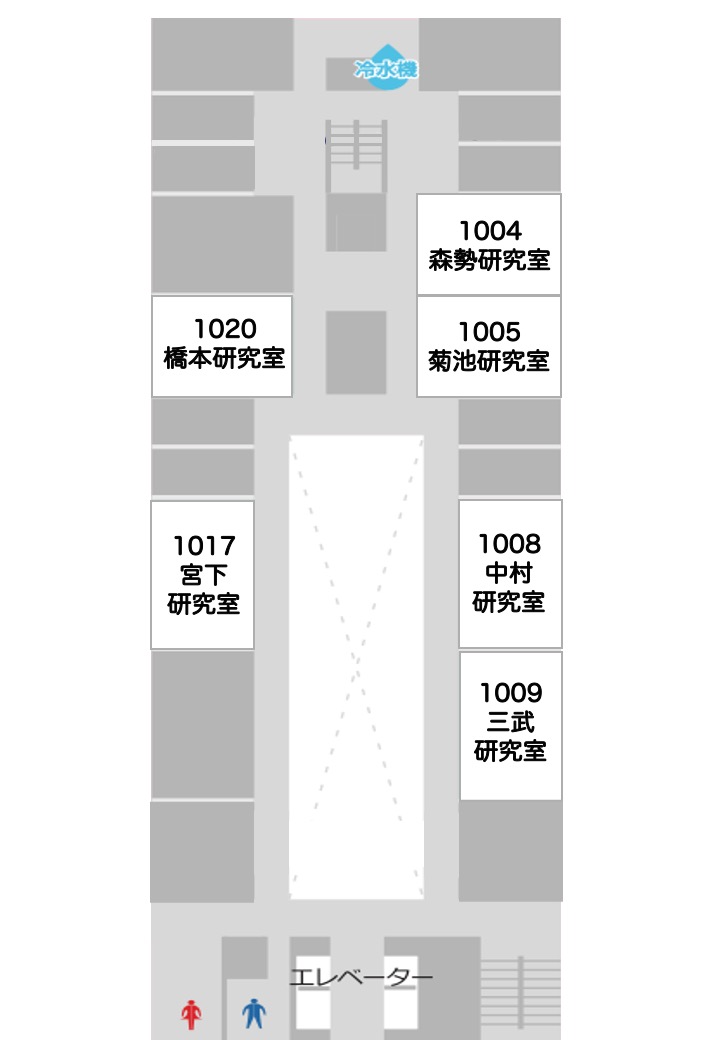 冷水機
1004
森勢研究室
1020
橋本研究室
1005
菊池研究室
1017
宮下
研究室
1008
中村
研究室
1009
三武
研究室
エレベーター